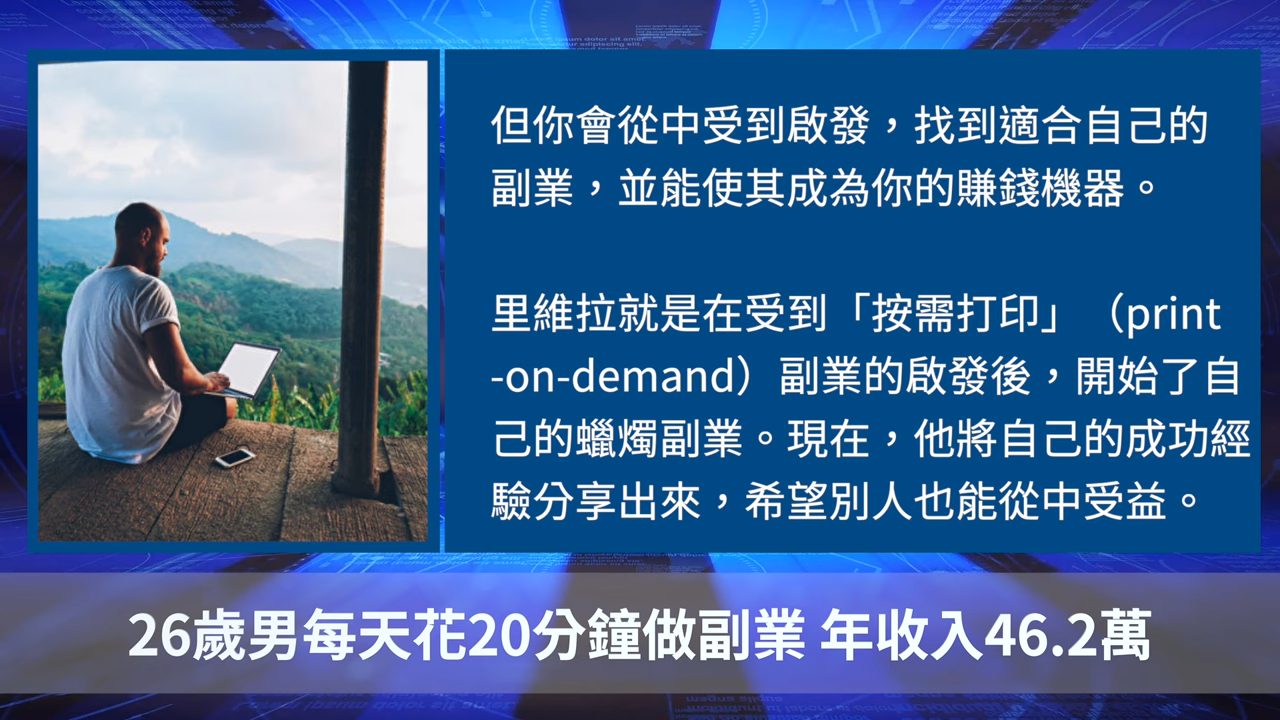 但你會從中受到啟發，找到適合自己的
副業，並能使其成為你的賺錢機器。
里維拉就是在受到「按需打印」（print
-on-demand）副業的啟發後，開始了自
己的蠟燭副業。現在，他將自己的成功經
驗分享出來，希望別人也能從中受益。
26歲男每天花20分鐘做副業 年收入46.2萬